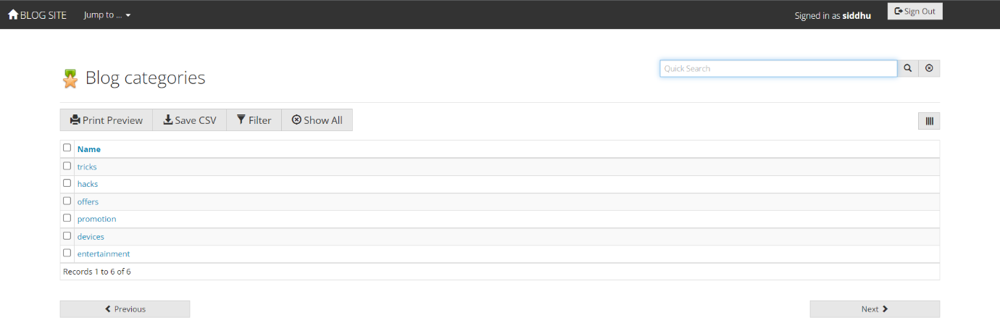 BLOG SITE Jump to ... Signed in as siddhu Sign Out
Blog categories
Quick Search
Print Preview Save CSV Filter Show All
Name
tricks
hacks
offers
promotion
devices
entertainment
Records 1 to 6 of 6
Previous Next